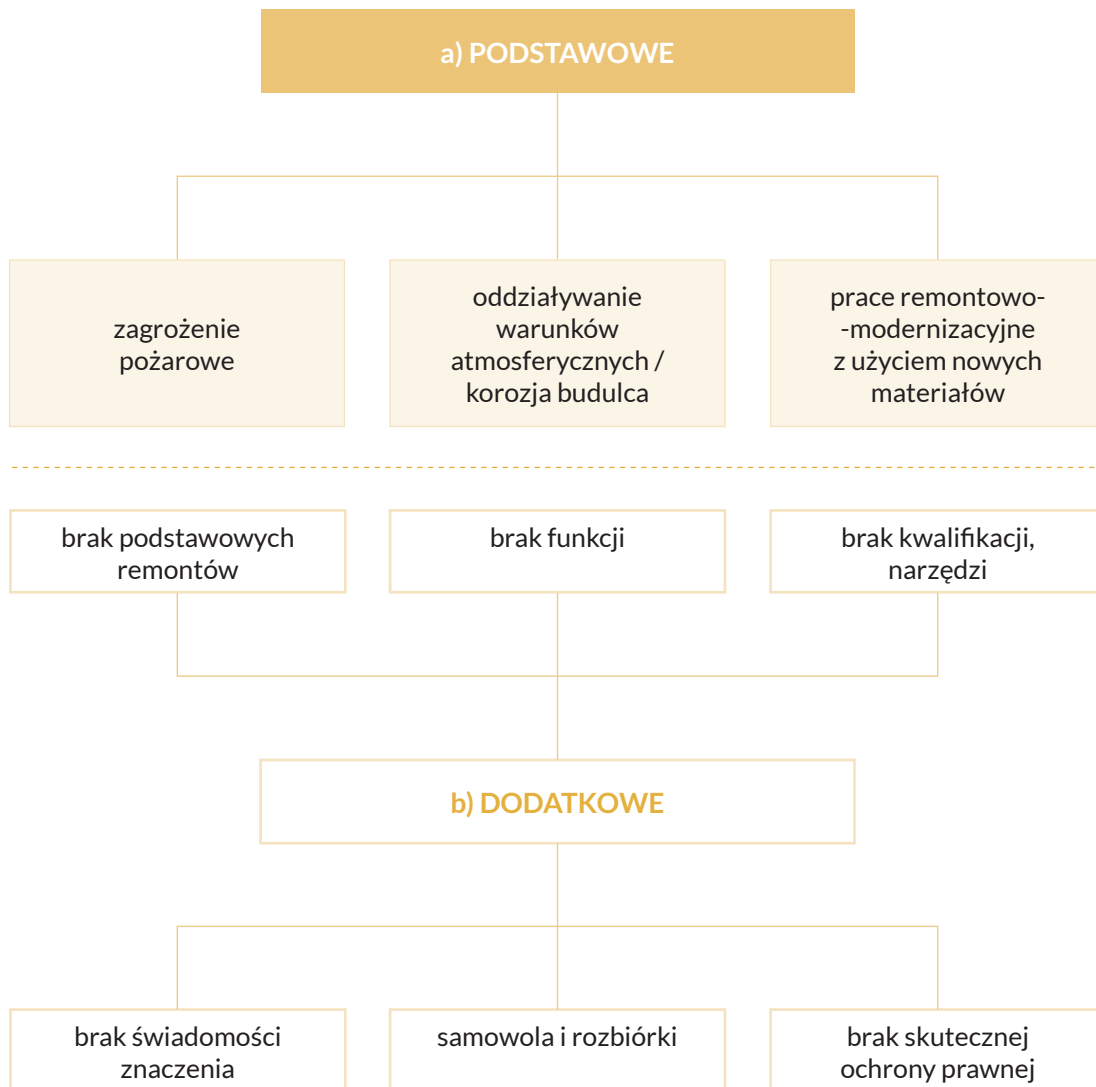 a) PODSTAWOWE
zagrożenie
pożarowe
oddziaływanie
warunków
atmosferycznych /
korozja budulca
prace remontowo-
-modernizacyjne
z użyciem nowych
materiałów
brak podstawowych
remontów
brak funkcji
brak kwalifikacji,
narzędzi
b) DODATKOWE
brak świadomości
znaczenia
samowola i rozbiórki
brak skutecznej
ochrony prawnej